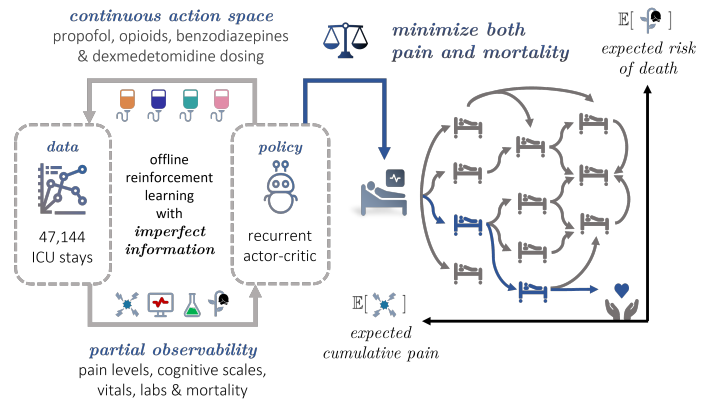 continuous action space
propofol, opioids, benzodiazepines
& dexmedetomidine dosing
minimize both
pain and mortality
𝔼[ ]
expected risk
of death
data
47,144
ICU stays
offline
reinforcement
learning
with
imperfect
information
policy
recurrent
actor-critic
𝔼[ ]
expected
cumulative pain
partial observability
pain levels, cognitive scales,
vitals, labs & mortality